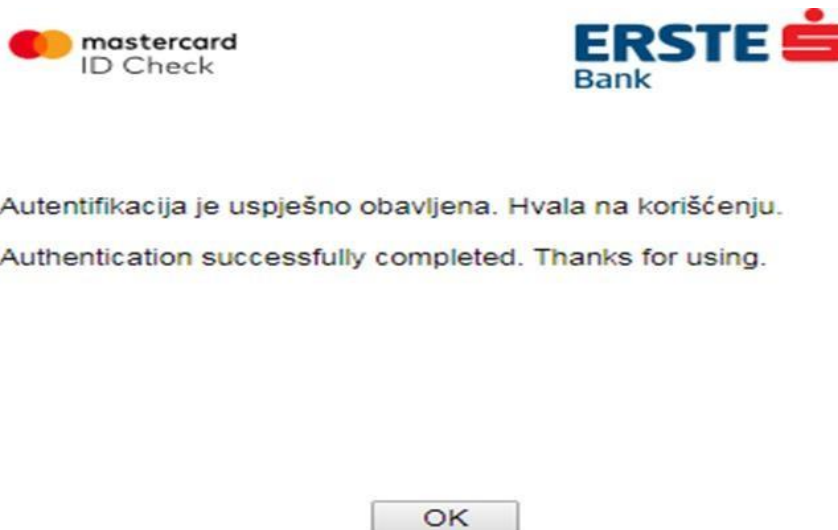 mastercard
ID Check
ERSTE
Bank
Autentifikacija je uspješno obavljena. Hvala na korišćenju.
Authentication successfully completed. Thanks for using.
OK